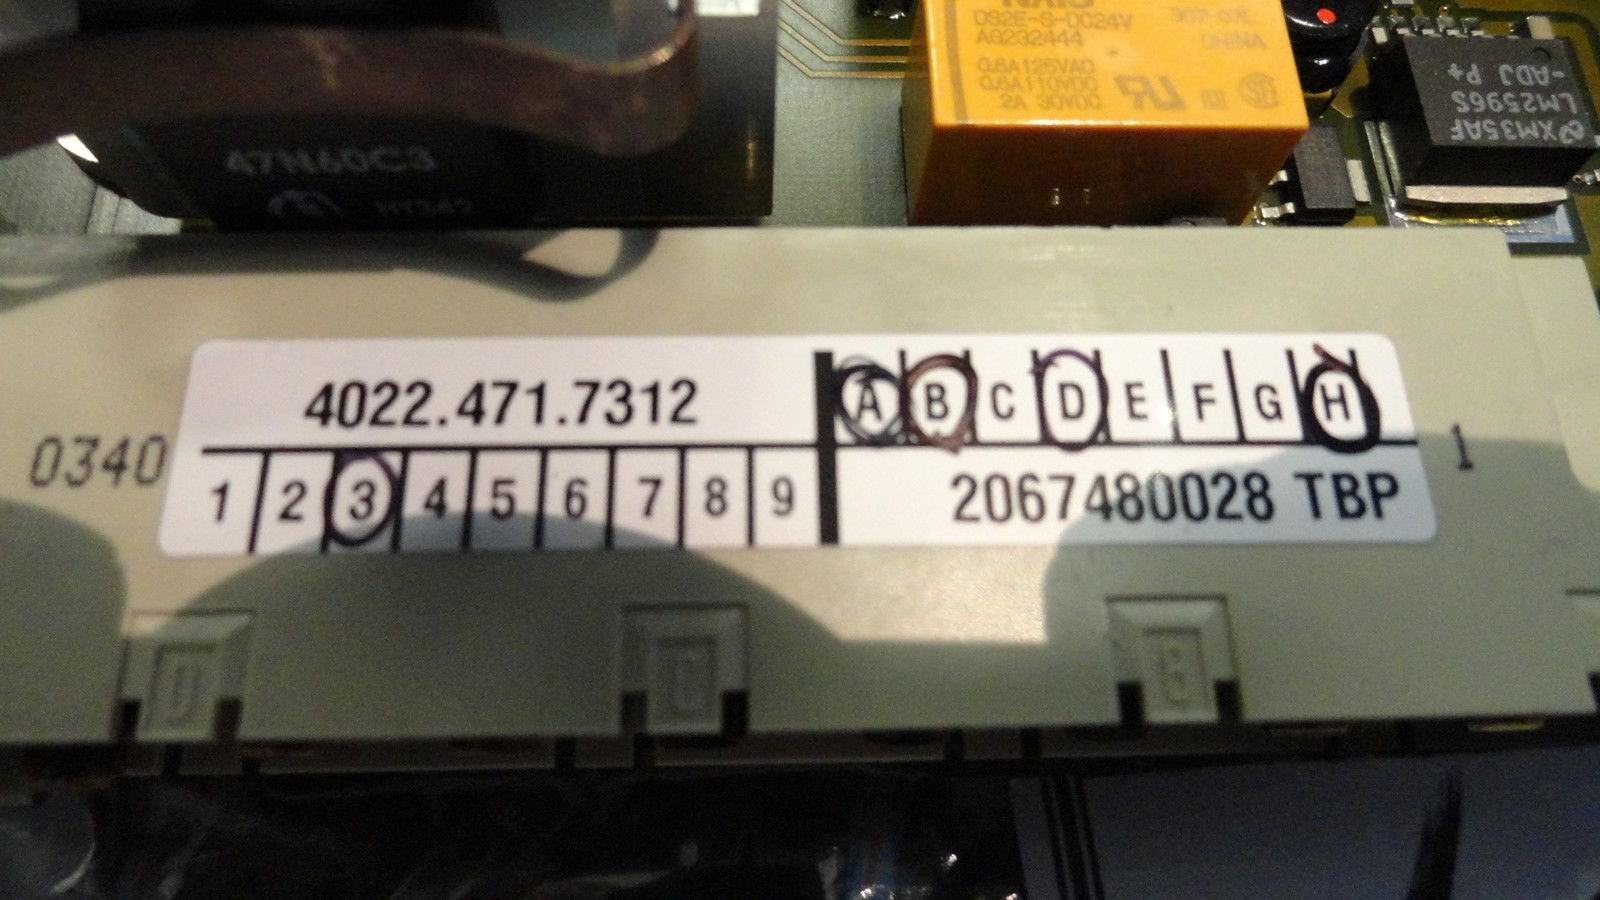 NAIS
DS2E-S-DC24V
AG232444
CHINA
0.6A125VAC
0.6A110VDC
2A 30VDC
XM35AF
LM2596S
-ADJ P+
47N60C3
4022.471.7312
A B C D E F G H
0340
1
1 2 3 4 5 6 7 8 9
2067480028 TBP
C